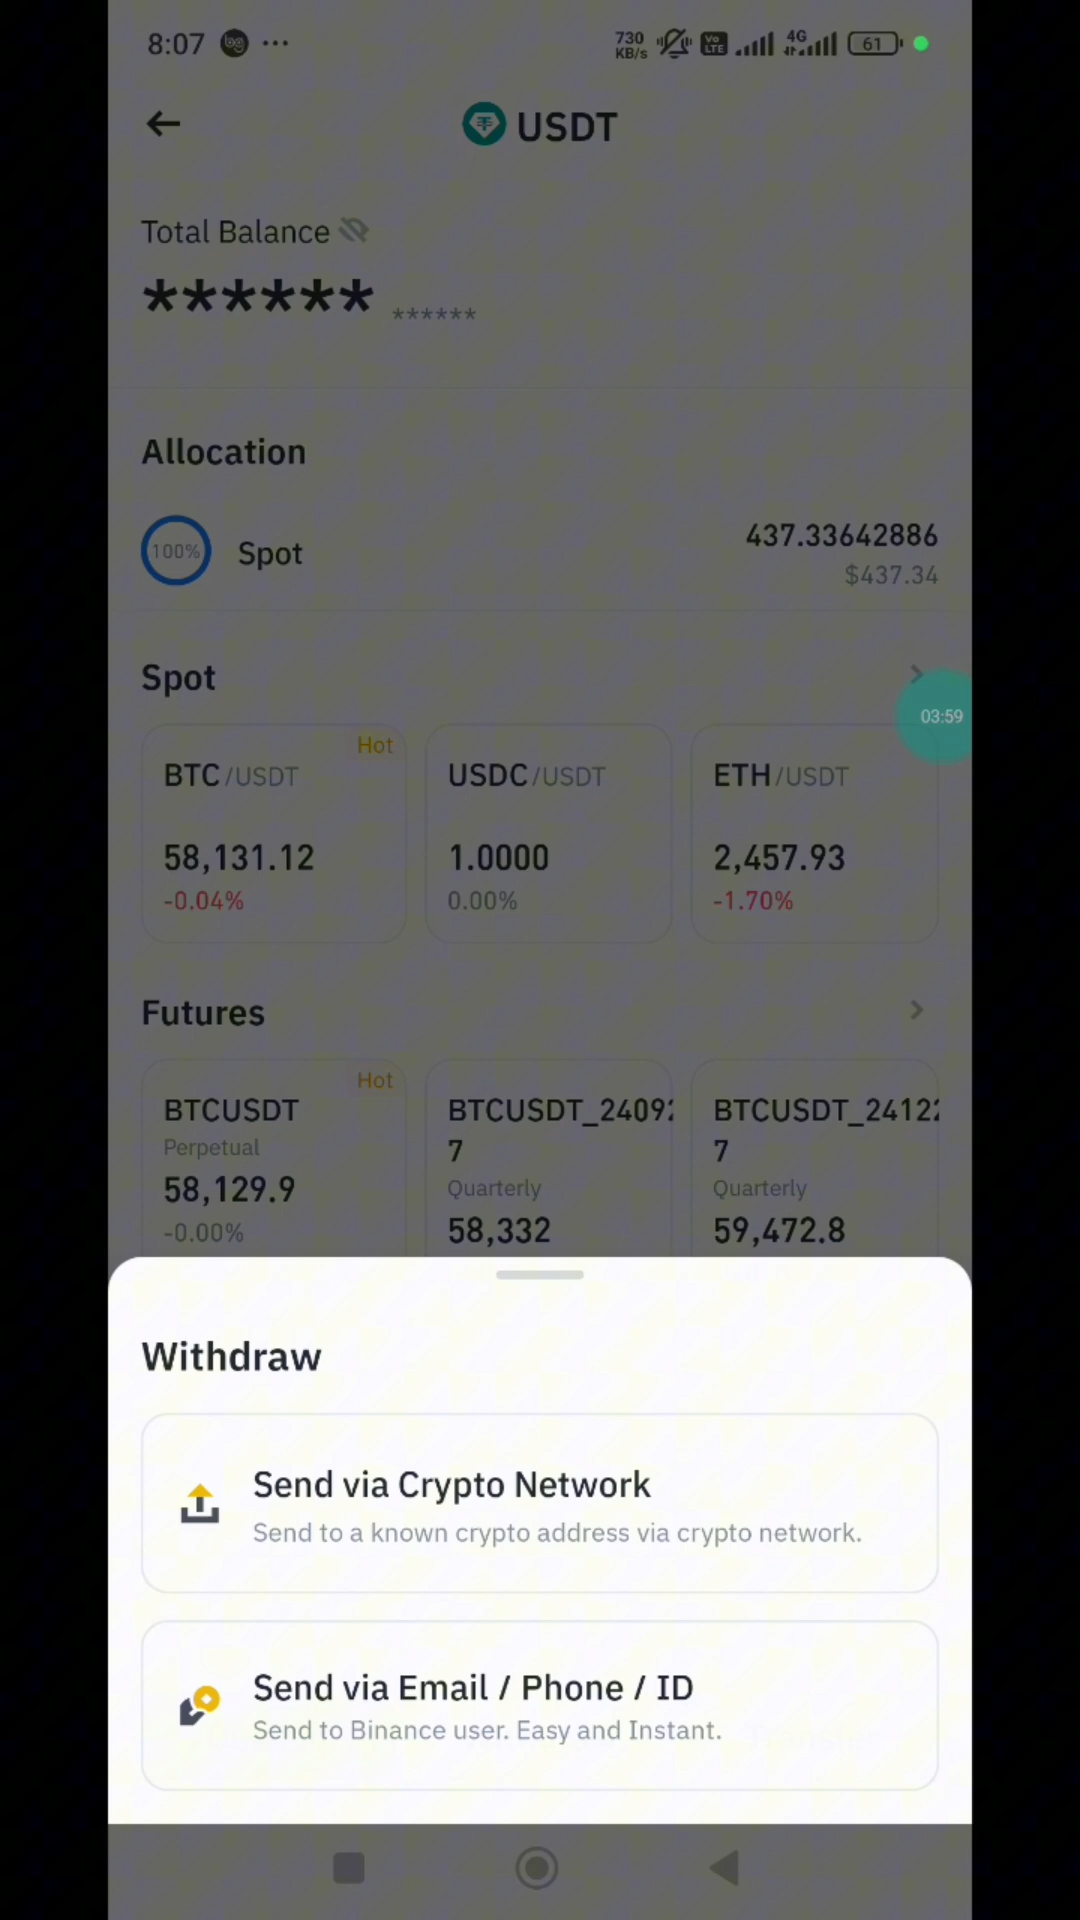 8:07
730
KB/s
Vo
LTE
4G
61
USDT
Total Balance
******
******
Allocation
100%
Spot
437.33642886
$437.34
Spot
03:59
Hot
BTC /USDT
USDC /USDT
ETH /USDT
58,131.12
1.0000
2,457.93
-0.04%
0.00%
-1.70%
Futures
Hot
BTCUSDT
Perpetual
58,129.9
-0.00%
BTCUSDT_24092
7
Quarterly
58,332
BTCUSDT_24122
7
Quarterly
59,472.8
Withdraw
Send via Crypto Network
Send to a known crypto address via crypto network.
Send via Email / Phone / ID
Send to Binance user. Easy and Instant.